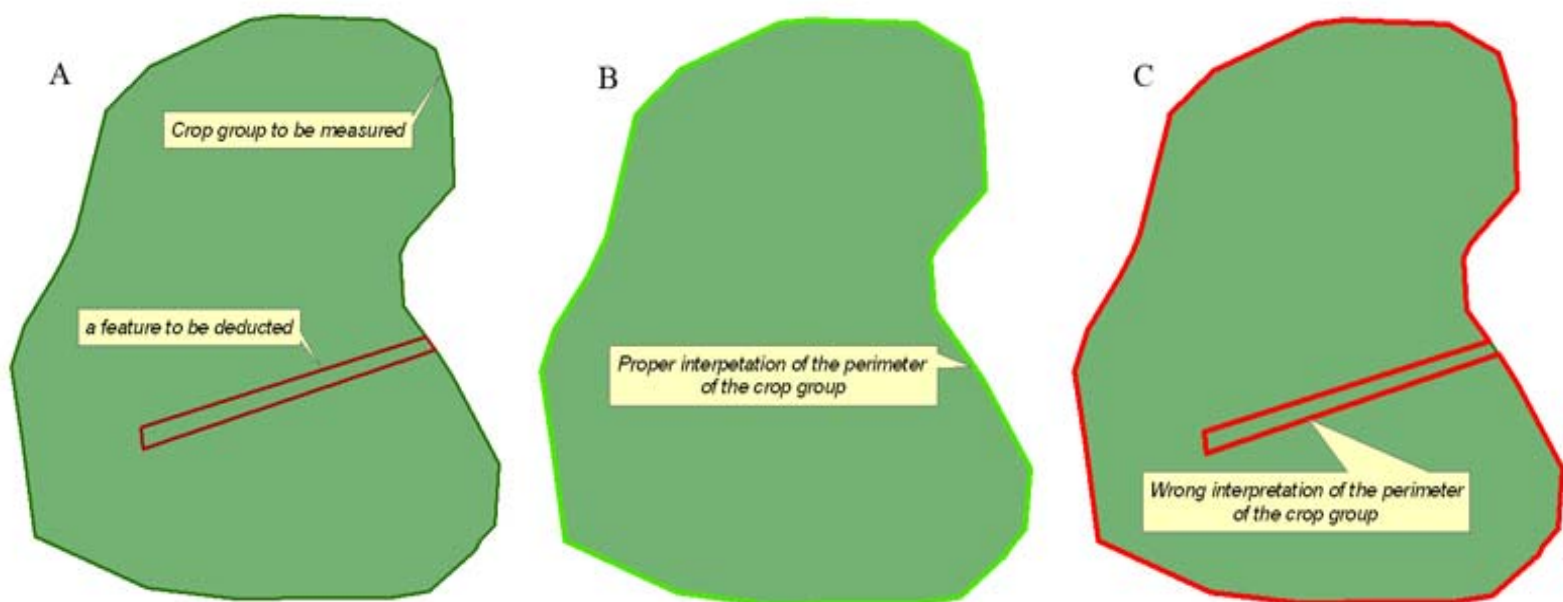 A
Crop group to be measured
a feature to be deducted
B
Proper interpetation of the perimeter
of the crop group
C
Wrong interpretation of the perimeter
of the crop group